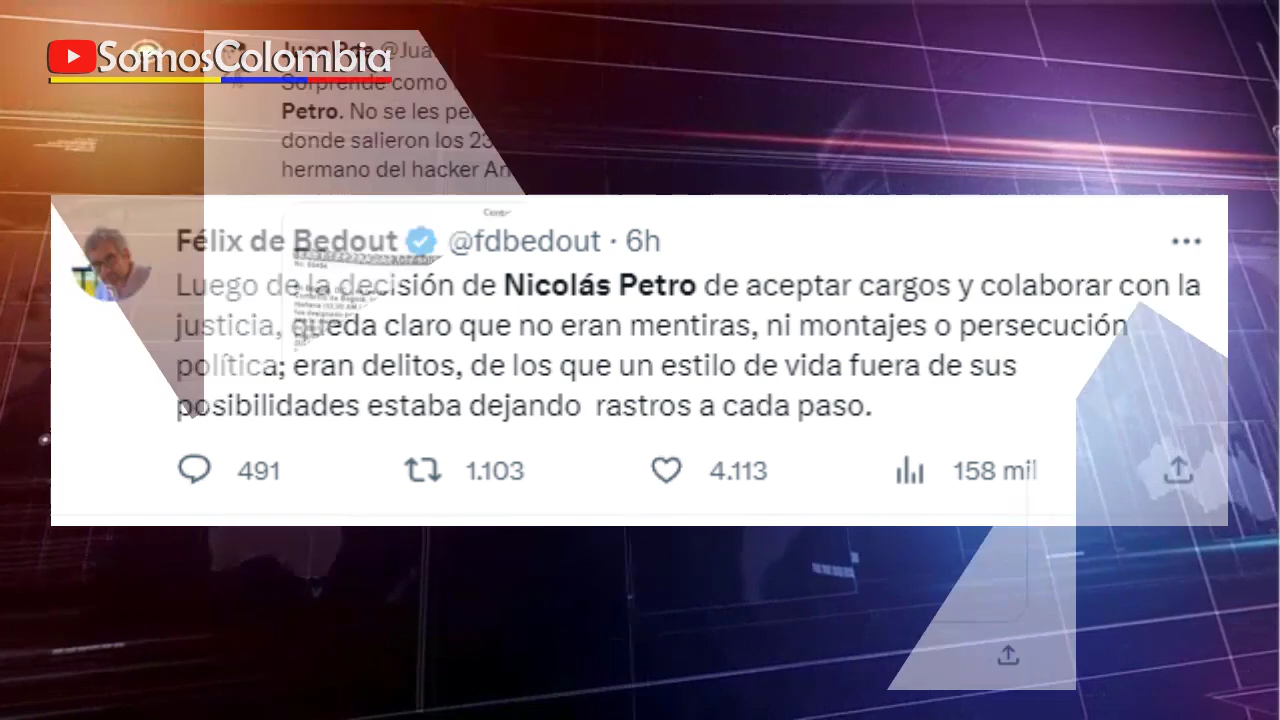 SomosColombia
@Jua
Sorprende como
Petro. No se les
donde salieron los 23
hermano del hacker An
Félix de Bedout @fdbedout · 6h
Luego de la decisión de Nicolás Petro de aceptar cargos y colaborar con la
justicia, queda claro que no eran mentiras, ni montajes o persecución
política; eran delitos, de los que un estilo de vida fuera de sus
posibilidades estaba dejando rastros a cada paso.
491 1.103 4.113 158 mil